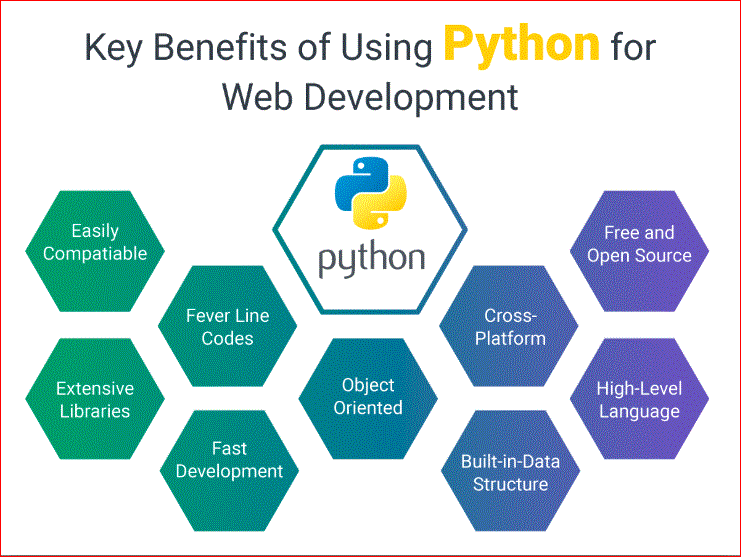 Key Benefits of Using Python for
Web Development
python
Easily
Compatiable
Free and
Open Source
Fever Line
Codes
Cross-
Platform
Extensive
Libraries
Object
Oriented
High-Level
Language
Fast
Development
Built-in-Data
Structure